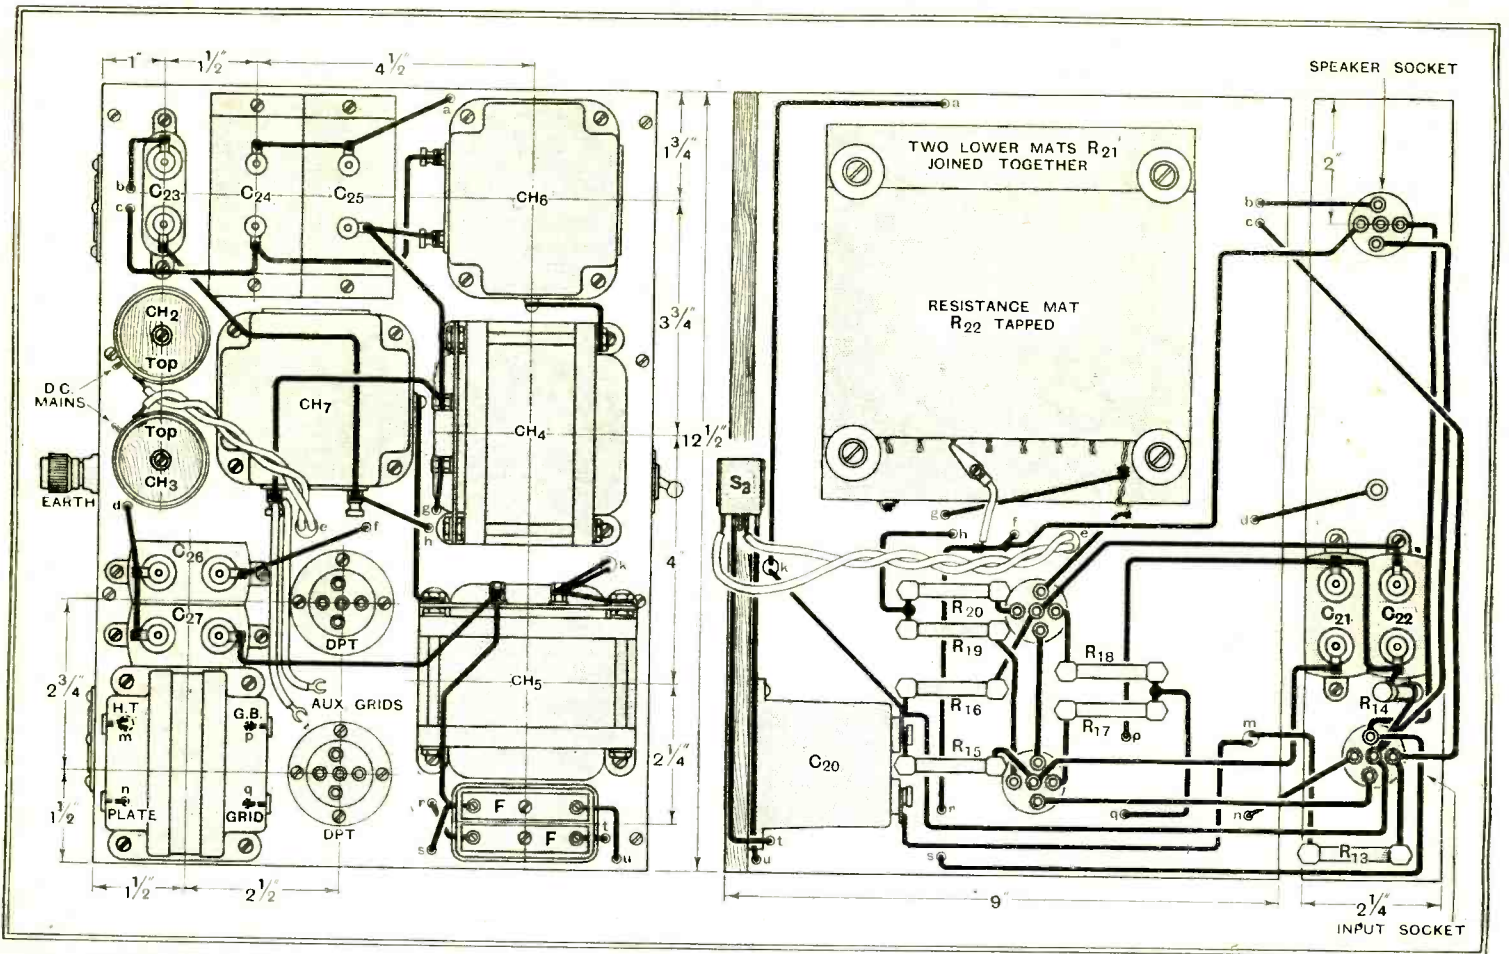 1" 1½" 4½"
SPEAKER SOCKET
a
a
1¾"
2"
TWO LOWER MATS R21
JOINED TOGETHER
b
C23 C24 C25
CH6
c
b
c
CH2
Top
3¾"
RESISTANCE MAT
R22 TAPPED
D.C.
MAINS
CH7
Top
CH3
CH4
12½"
S3
EARTH
d
g
g
d
e
f
h
h
f
e
C26
k
4"
k
C27
R20
C21
C22
R19
DPT
R18
2¾"
CH5
R16
R14
H.T
m
G.B.
p
AUX GRIDS
R17
p
m
R15
2¼"
C20
n
PLATE
q
GRID
r
F
r
q
n
1½"
DPT
s
F
t
u
t
u
s
R13
1½" 2½"
9"
2¼"
INPUT SOCKET